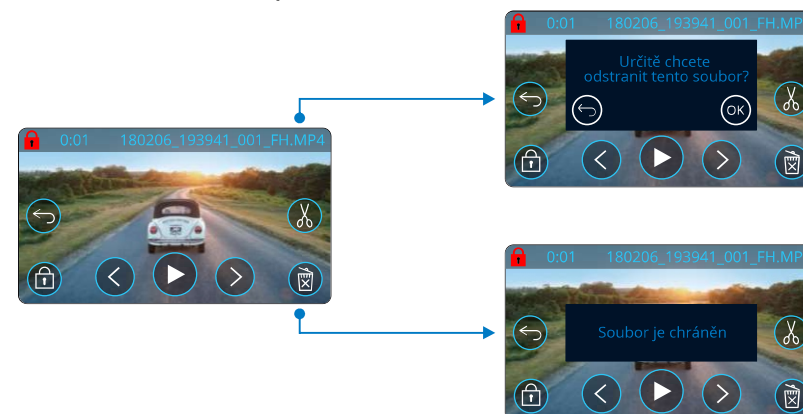 0:01 180206_193941_001_FH.MP4
0:01 180206_193941_001_FH.MP
Určitě chcete
odstranit tento soubor?
OK
0:01 180206_193941_001_FH.MP
Soubor je chráněn